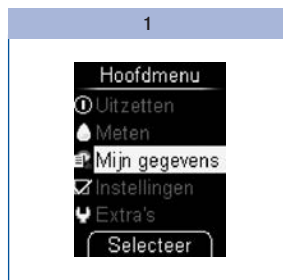 1
Hoofdmenu
Uitzetten
Meten
Mijn gegevens
Instellingen
Extra's
Selecteer